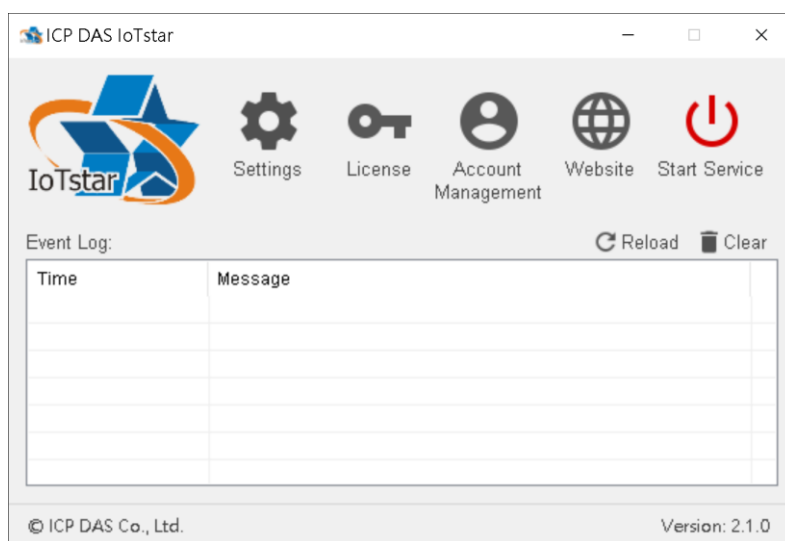 ICP DAS IoTstar
IoTstar
Settings
License
Account
Management
Website
Start Service
Event Log:
Reload
Clear
Time
Message
© ICP DAS Co., Ltd.
Version: 2.1.0